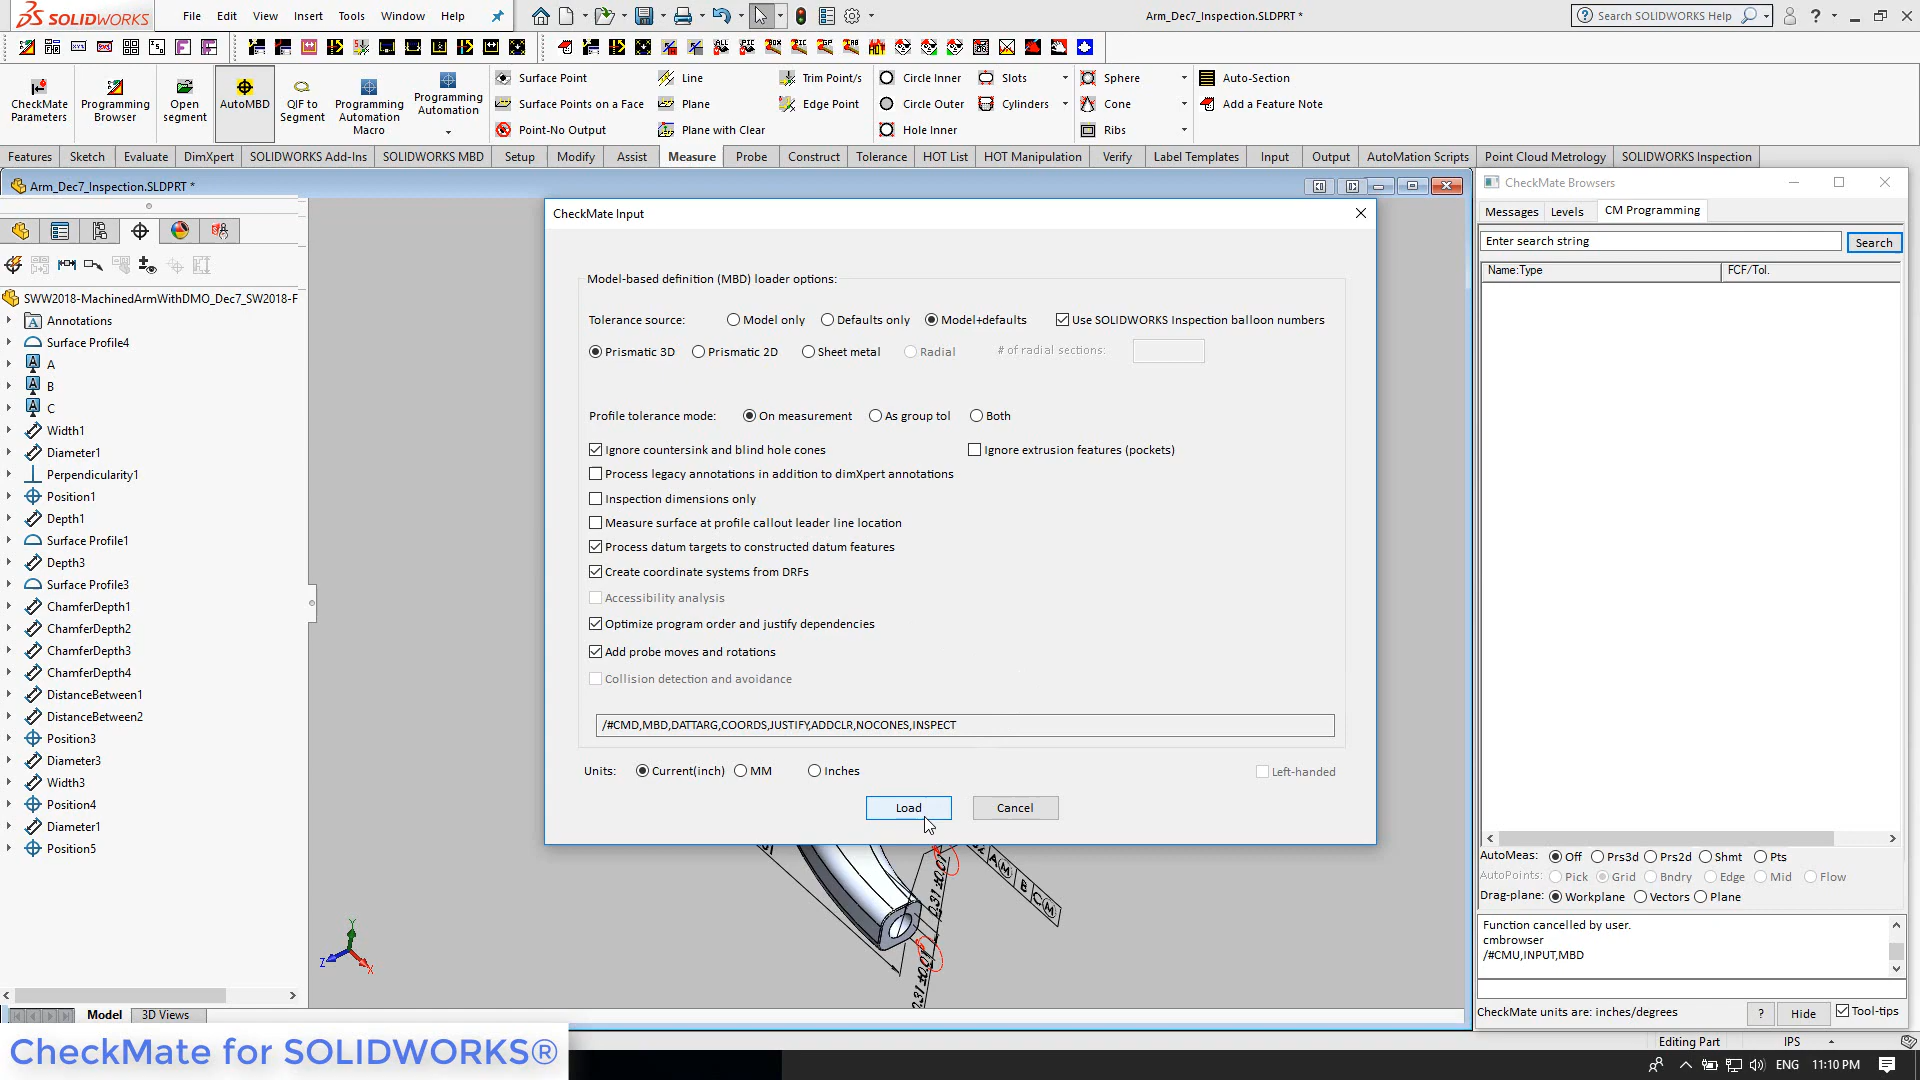 SOLIDWORKS
File Edit View Insert Tools Window Help
Arm_Dec7_Inspection.SLDPRT *
Search SOLIDWORKS Help
CheckMate Parameters
Programming Browser
Open segment
AutoMBD
QIF to Segment
Programming Automation Macro
Programming Automation
Surface Point
Surface Points on a Face
Point-No Output
Line
Plane
Plane with Clear
Trim Point/s
Edge Point
Circle Inner
Circle Outer
Hole Inner
Slots
Cylinders
Sphere
Cone
Ribs
Auto-Section
Add a Feature Note
Features Sketch Evaluate DimXpert SOLIDWORKS Add-Ins SOLIDWORKS MBD Setup Modify Assist Measure Probe Construct Tolerance HOT List HOT Manipulation Verify Label Templates Input Output AutoMation Scripts Point Cloud Metrology SOLIDWORKS Inspection
Arm_Dec7_Inspection.SLDPRT *
SWW2018-MachinedArmWithDMO_Dec7_SW2018-F
Annotations
Surface Profile4
A
B
C
Width1
Diameter1
Perpendicularity1
Position1
Depth1
Surface Profile1
Depth3
Surface Profile3
ChamferDepth1
ChamferDepth2
ChamferDepth3
ChamferDepth4
DistanceBetween1
DistanceBetween2
Position3
Diameter3
Width3
Position4
Diameter1
Position5
Model 3D Views
CheckMate Input
Model-based definition (MBD) loader options:
Tolerance source: Model only Defaults only Model+defaults Use SOLIDWORKS Inspection balloon numbers
Prismatic 3D Prismatic 2D Sheet metal Radial # of radial sections:
Profile tolerance mode: On measurement As group tol Both
Ignore countersink and blind hole cones Ignore extrusion features (pockets)
Process legacy annotations in addition to dimXpert annotations
Inspection dimensions only
Measure surface at profile callout leader line location
Process datum targets to constructed datum features
Create coordinate systems from DRFs
Accessibility analysis
Optimize program order and justify dependencies
Add probe moves and rotations
Collision detection and avoidance
/#CMD,MBD,DATTARG,COORDS,JUSTIFY,ADDCLR,NOCONES,INSPECT
Units: Current(inch) MM Inches Left-handed
Load Cancel
A Ⓜ B C Ⓜ
0.31 ±0.01
0.31 ±0.01
Y
Z X
CheckMate Browsers
Messages Levels CM Programming
Enter search string Search
Name:Type FCF/Tol.
AutoMeas: Off Prs3d Prs2d Shmt Pts
AutoPoints: Pick Grid Bndry Edge Mid Flow
Drag-plane: Workplane Vectors Plane
Function cancelled by user.
cmbrowser
/#CMU,INPUT,MBD
CheckMate units are: inches/degrees ? Hide Tool-tips
Editing Part IPS
CheckMate for SOLIDWORKS®
ENG 11:10 PM